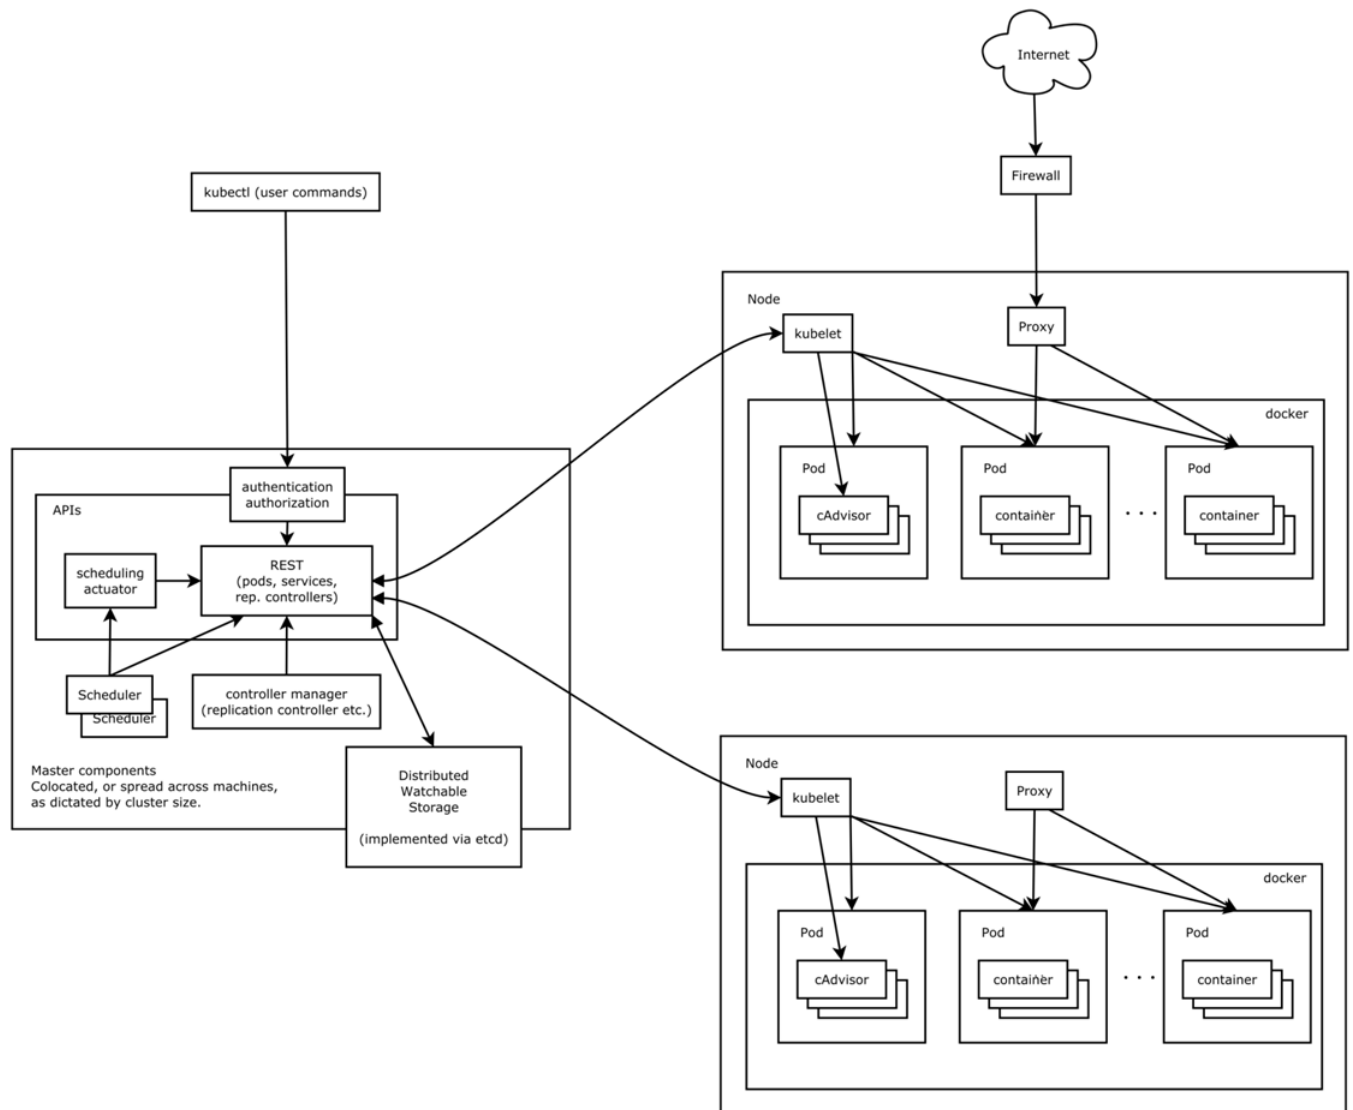 Internet
Firewall
kubectl (user commands)
Node
kubelet
Proxy
docker
Pod
cAdvisor
Pod
container
. . .
Pod
container
authentication
authorization
APIs
REST
(pods, services,
rep. controllers)
scheduling
actuator
Scheduler
Scheduler
controller manager
(replication controller etc.)
Master components
Colocated, or spread across machines,
as dictated by cluster size.
Distributed
Watchable
Storage
(implemented via etcd)
Node
kubelet
Proxy
docker
Pod
cAdvisor
Pod
container
. . .
Pod
container